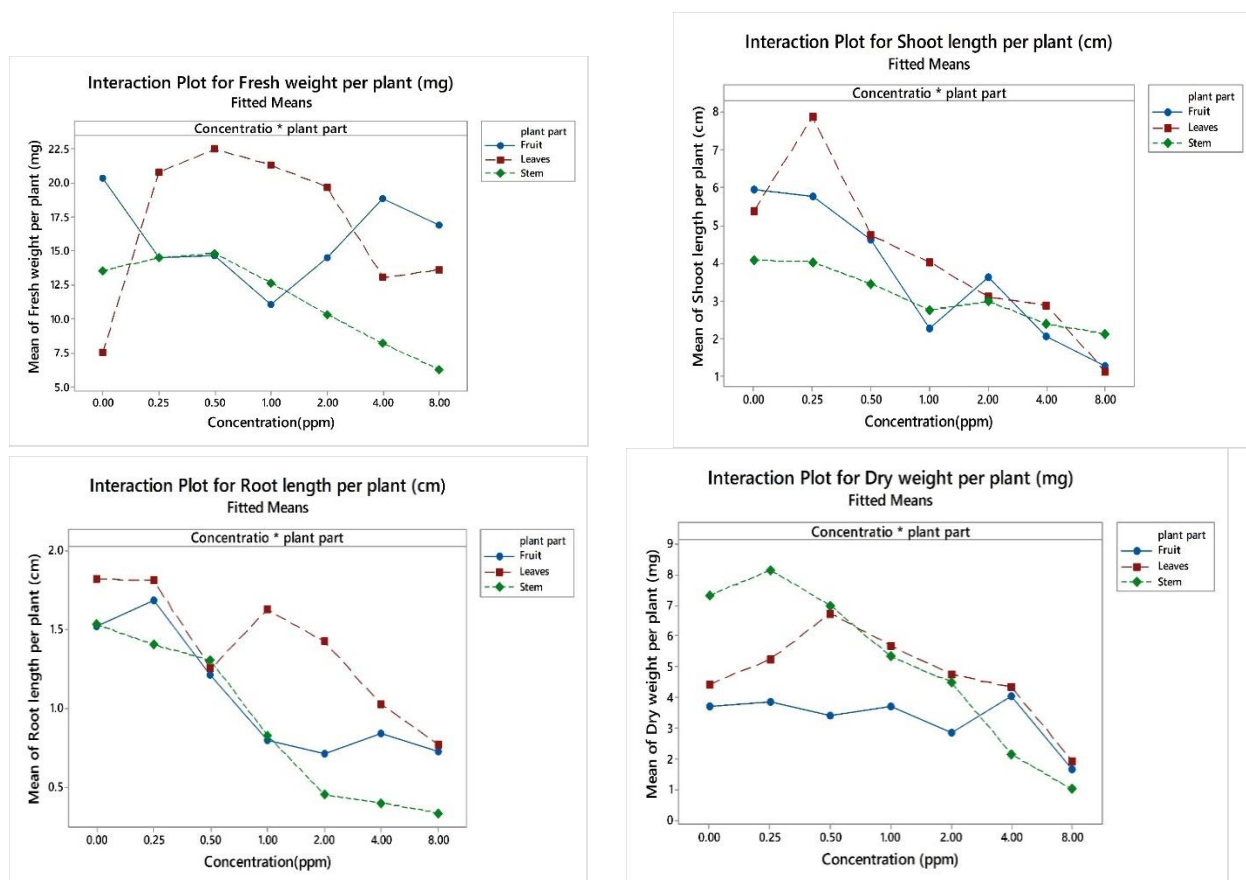 Interaction Plot for Fresh weight per plant (mg)
Fitted Means
Concentratio * plant part
Mean of Fresh weight per plant (mg)
22.5
20.0
17.5
15.0
12.5
10.0
7.5
5.0
0.00 0.25 0.50 1.00 2.00 4.00 8.00
Concentration(ppm)
plant part
Fruit
Leaves
Stem
Interaction Plot for Shoot length per plant (cm)
Fitted Means
Concentratio * plant part
Mean of Shoot length per plant (cm)
8
7
6
5
4
3
2
1
0.00 0.25 0.50 1.00 2.00 4.00 8.00
Concentration(ppm)
plant part
Fruit
Leaves
Stem
Interaction Plot for Root length per plant (cm)
Fitted Means
Concentratio * plant part
Mean of Root length per plant (cm)
2.0
1.5
1.0
0.5
0.00 0.25 0.50 1.00 2.00 4.00 8.00
Concentration(ppm)
plant part
Fruit
Leaves
Stem
Interaction Plot for Dry weight per plant (mg)
Fitted Means
Concentratio * plant part
Mean of Dry weight per plant (mg)
9
8
7
6
5
4
3
2
1
0
0.00 0.25 0.50 1.00 2.00 4.00 8.00
Concentration (ppm)
plant part
Fruit
Leaves
Stem